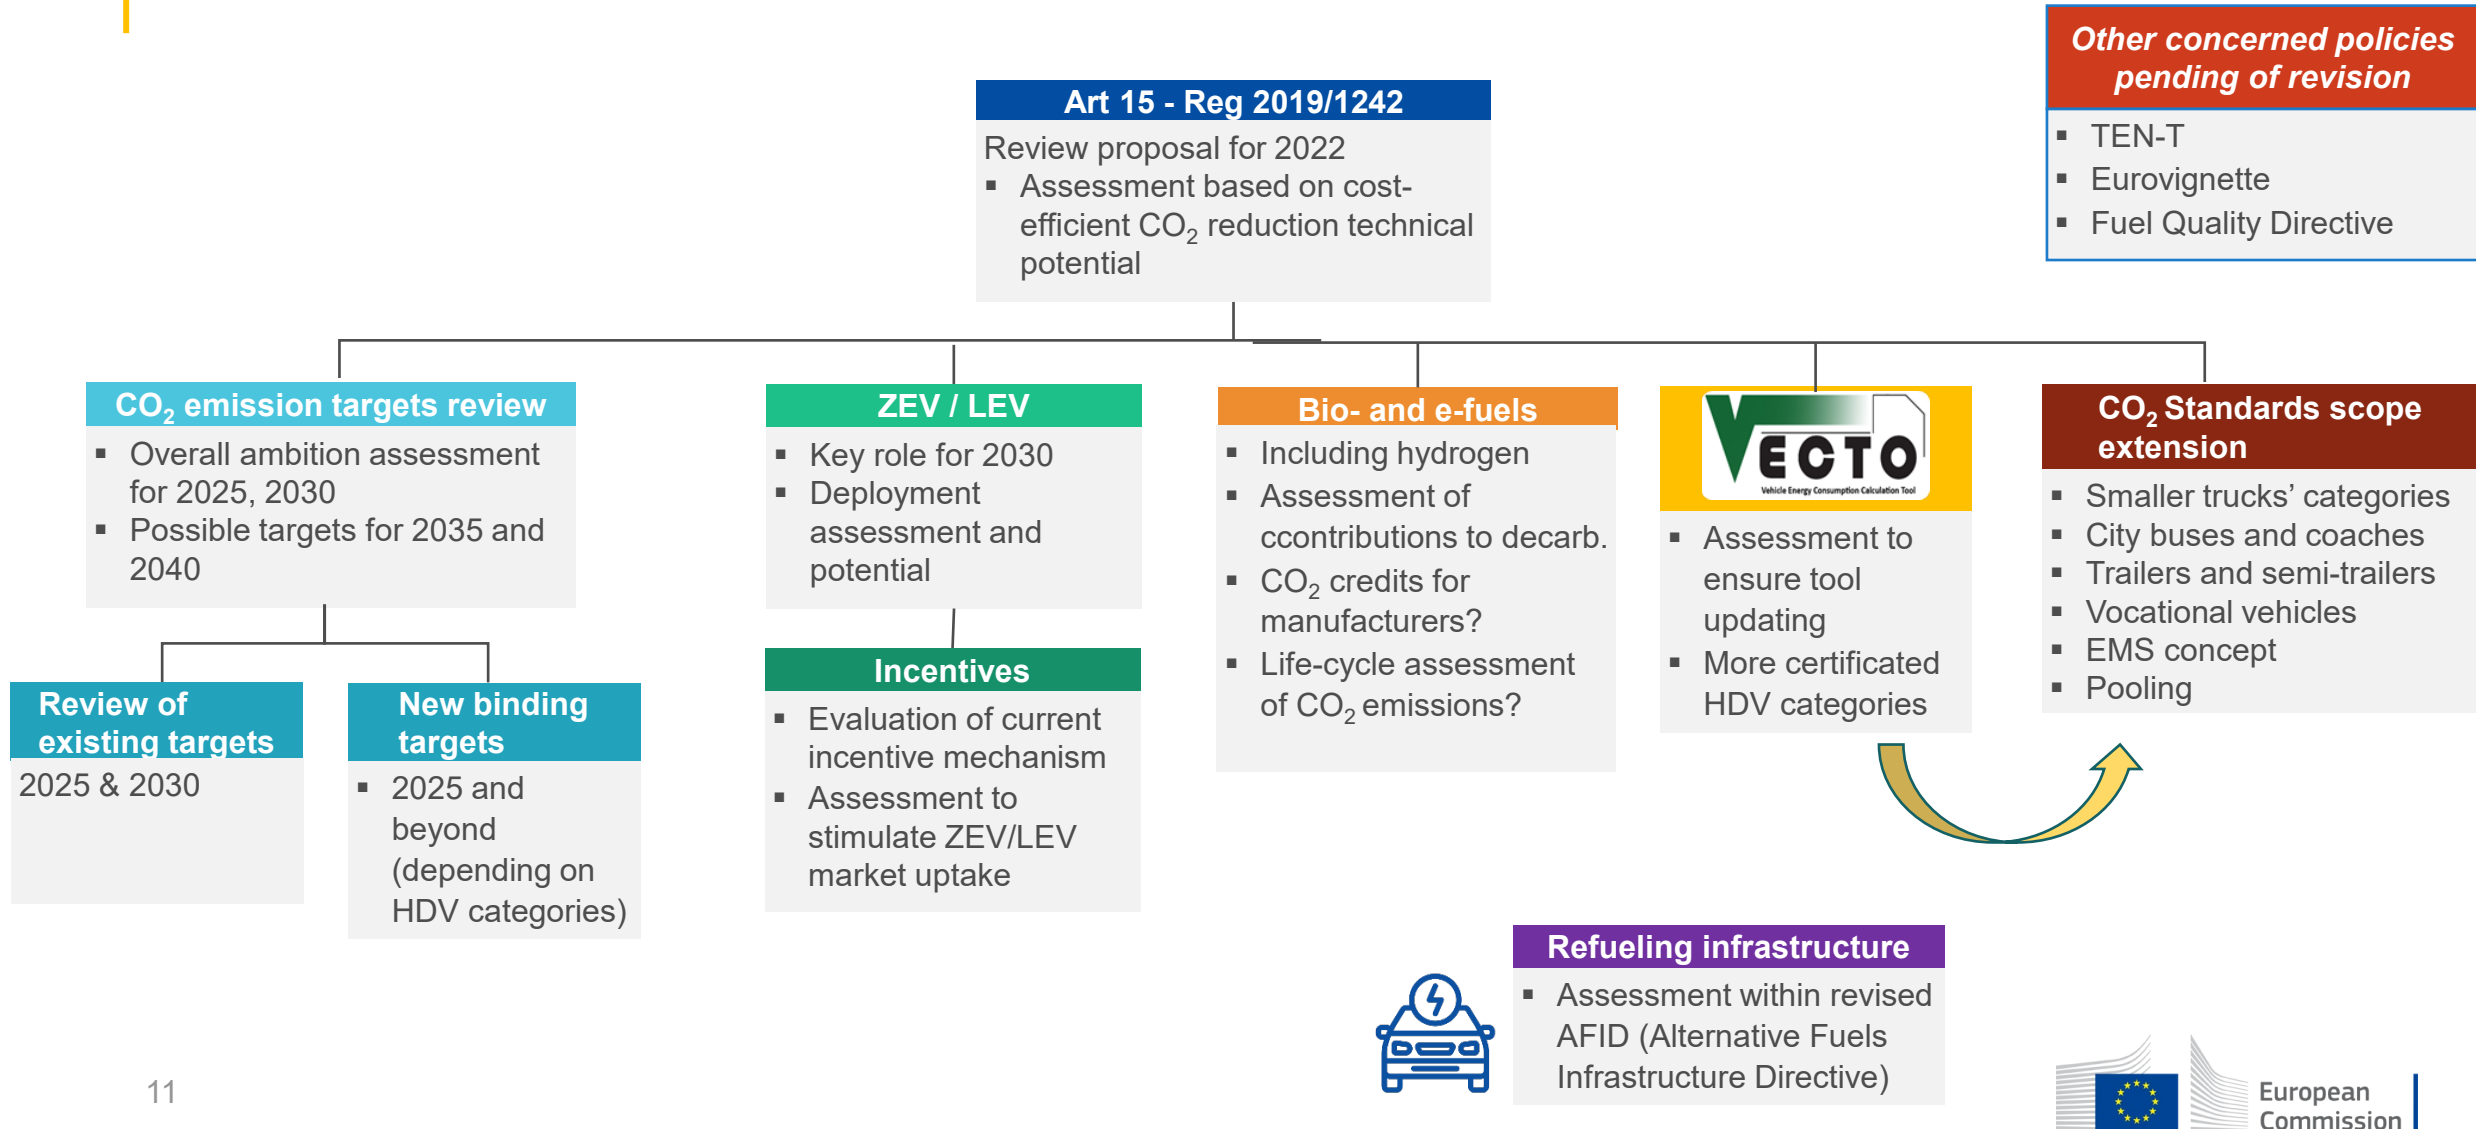 Other concerned policies
pending of revision
▪ TEN-T
▪ Eurovignette
▪ Fuel Quality Directive
Art 15 - Reg 2019/1242
Review proposal for 2022
▪ Assessment based on cost-
efficient CO₂ reduction technical
potential
CO₂ emission targets review
▪ Overall ambition assessment
for 2025, 2030
▪ Possible targets for 2035 and
2040
Review of
existing targets
2025 & 2030
New binding
targets
▪ 2025 and
beyond
(depending on
HDV categories)
ZEV / LEV
▪ Key role for 2030
▪ Deployment
assessment and
potential
Incentives
▪ Evaluation of current
incentive mechanism
▪ Assessment to
stimulate ZEV/LEV
market uptake
Bio- and e-fuels
▪ Including hydrogen
▪ Assessment of
ccontributions to decarb.
▪ CO₂ credits for
manufacturers?
▪ Life-cycle assessment
of CO₂ emissions?
VECTO
Vehicle Energy Consumption Calculation Tool
▪ Assessment to
ensure tool
updating
▪ More certificated
HDV categories
CO₂ Standards scope
extension
▪ Smaller trucks’ categories
▪ City buses and coaches
▪ Trailers and semi-trailers
▪ Vocational vehicles
▪ EMS concept
▪ Pooling
Refueling infrastructure
▪ Assessment within revised
AFID (Alternative Fuels
Infrastructure Directive)
11
European
Commission